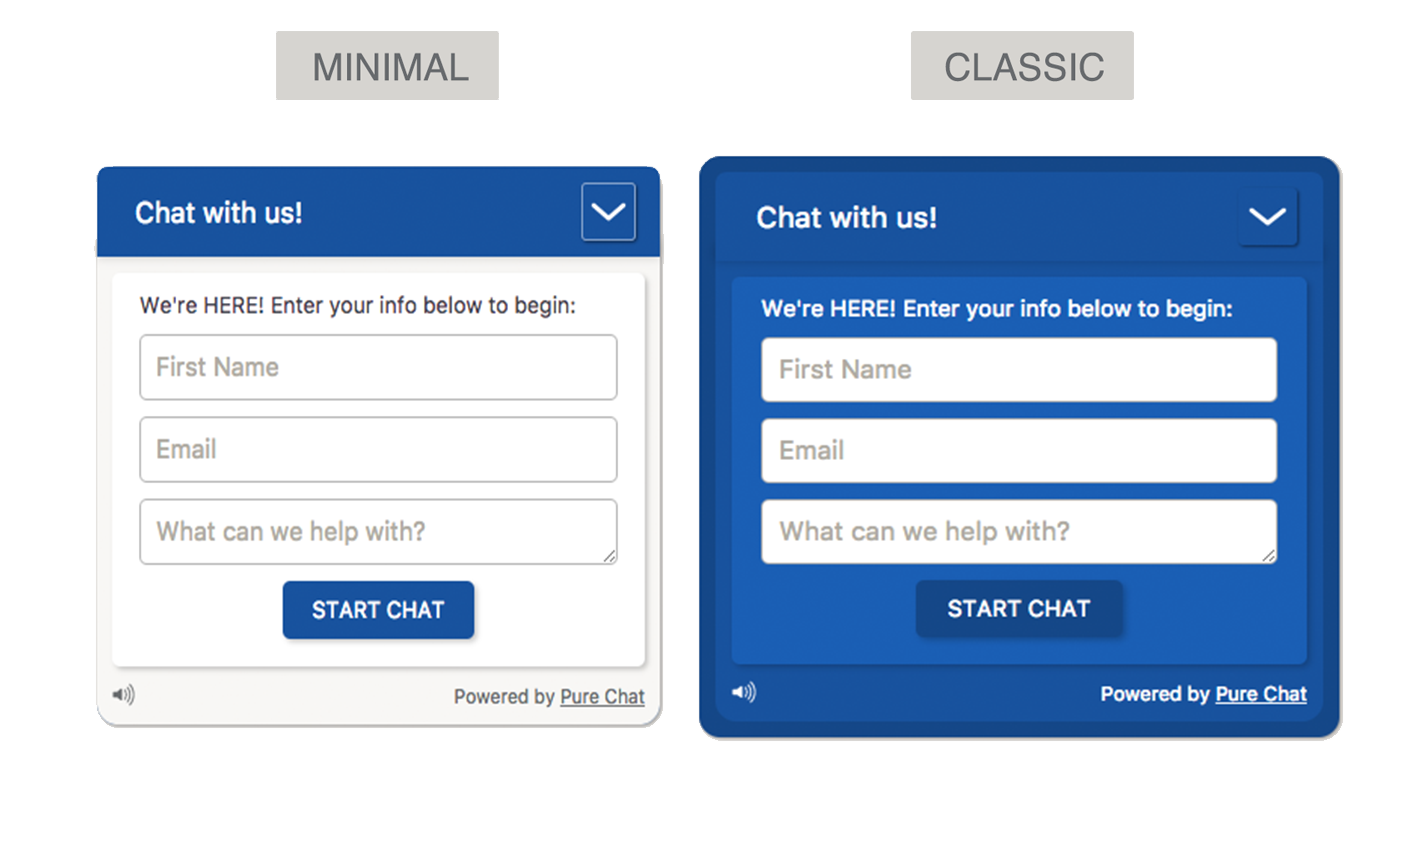 MINIMAL
Chat with us!
We're HERE! Enter your info below to begin:
First Name
Email
What can we help with?
START CHAT
Powered by Pure Chat
CLASSIC
Chat with us!
We're HERE! Enter your info below to begin:
First Name
Email
What can we help with?
START CHAT
Powered by Pure Chat